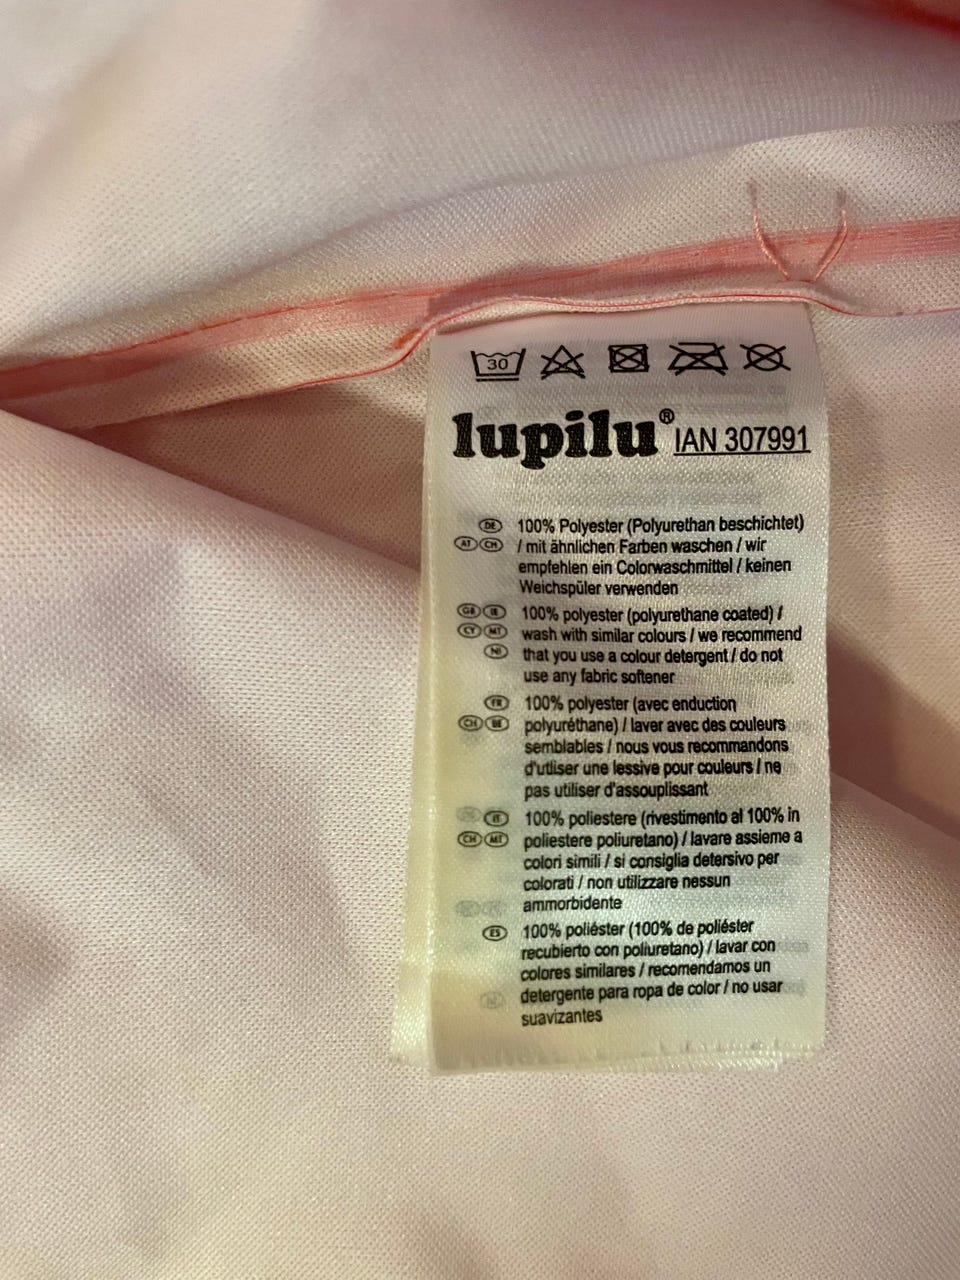 30
lupilu® IAN 307991
DE 100% Polyester (Polyurethan beschichtet)
AT CH / mit ähnlichen Farben waschen / wir
empfehlen ein Colorwaschmittel / keinen
Weichspüler verwenden
GB IE 100% polyester (polyurethane coated) /
CY MT wash with similar colours / we recommend
NI that you use a colour detergent / do not
use any fabric softener
FR 100% polyester (avec enduction
CH BE polyuréthane) / laver avec des couleurs
semblables / nous vous recommandons
d'utliser une lessive pour couleurs / ne
pas utiliser d'assouplissant
IT 100% poliestere (rivestimento al 100% in
CH MT poliestere poliuretano) / lavare assieme a
colori simili / si consiglia detersivo per
colorati / non utilizzare nessun
ammorbidente
ES 100% poliéster (100% de poliéster
recubierto con poliuretano) / lavar con
colores similares / recomendamos un
detergente para ropa de color / no usar
suavizantes